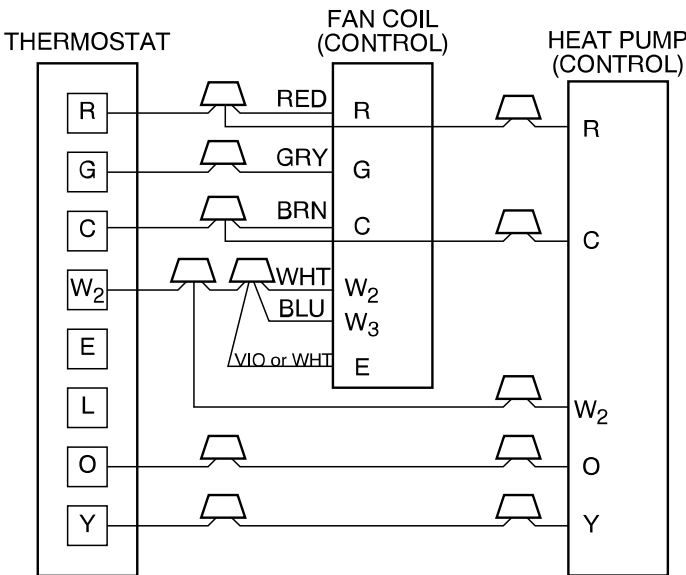 THERMOSTAT
FAN COIL
(CONTROL)
HEAT PUMP
(CONTROL)
R
RED
R
R
G
GRY
G
C
BRN
C
C
W2
WHT
W2
BLU
W3
E
VIO or WHT
E
L
W2
O
O
Y
Y